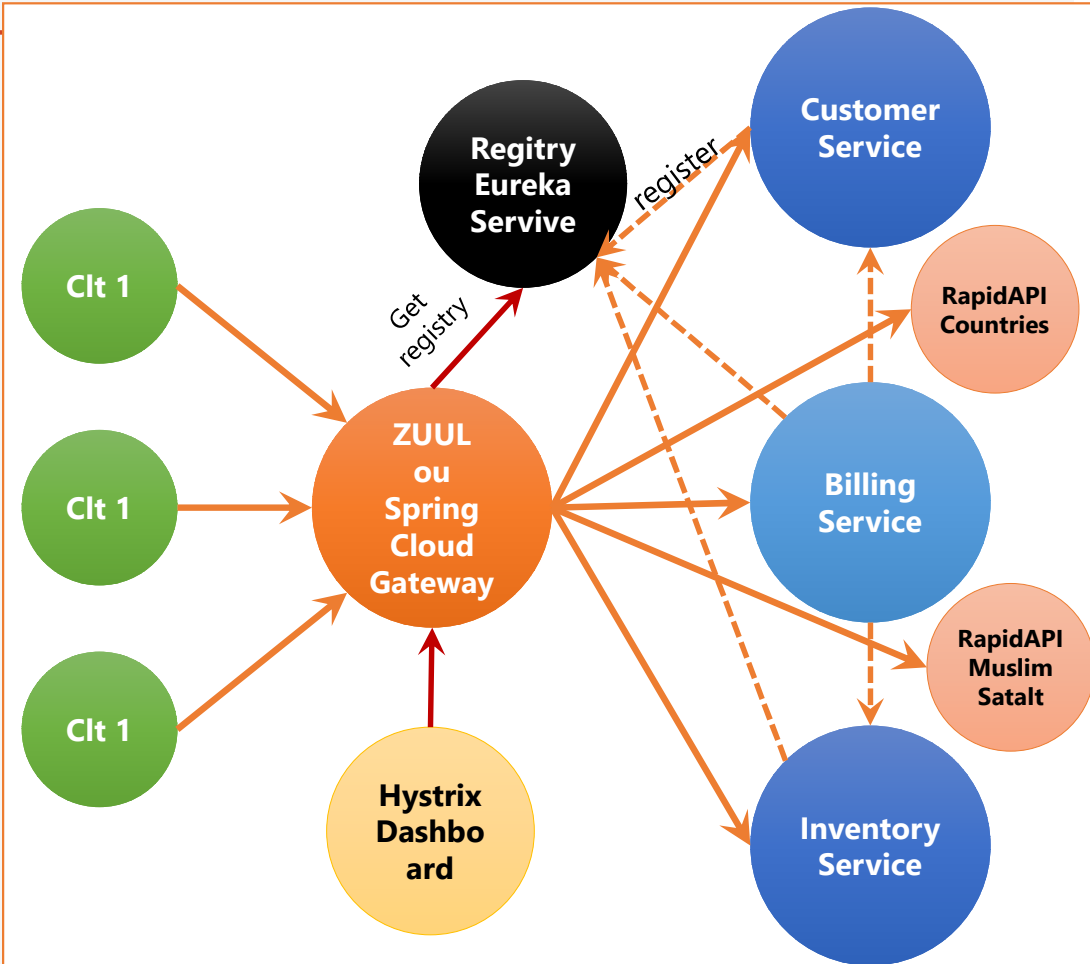 Customer
Service
Regitry
Eureka
Servive
register
Clt 1
RapidAPI
Countries
Get
registry
ZUUL
ou
Spring
Cloud
Gateway
Clt 1
Billing
Service
RapidAPI
Muslim
Satalt
Clt 1
Hystrix
Dashbo
ard
Inventory
Service